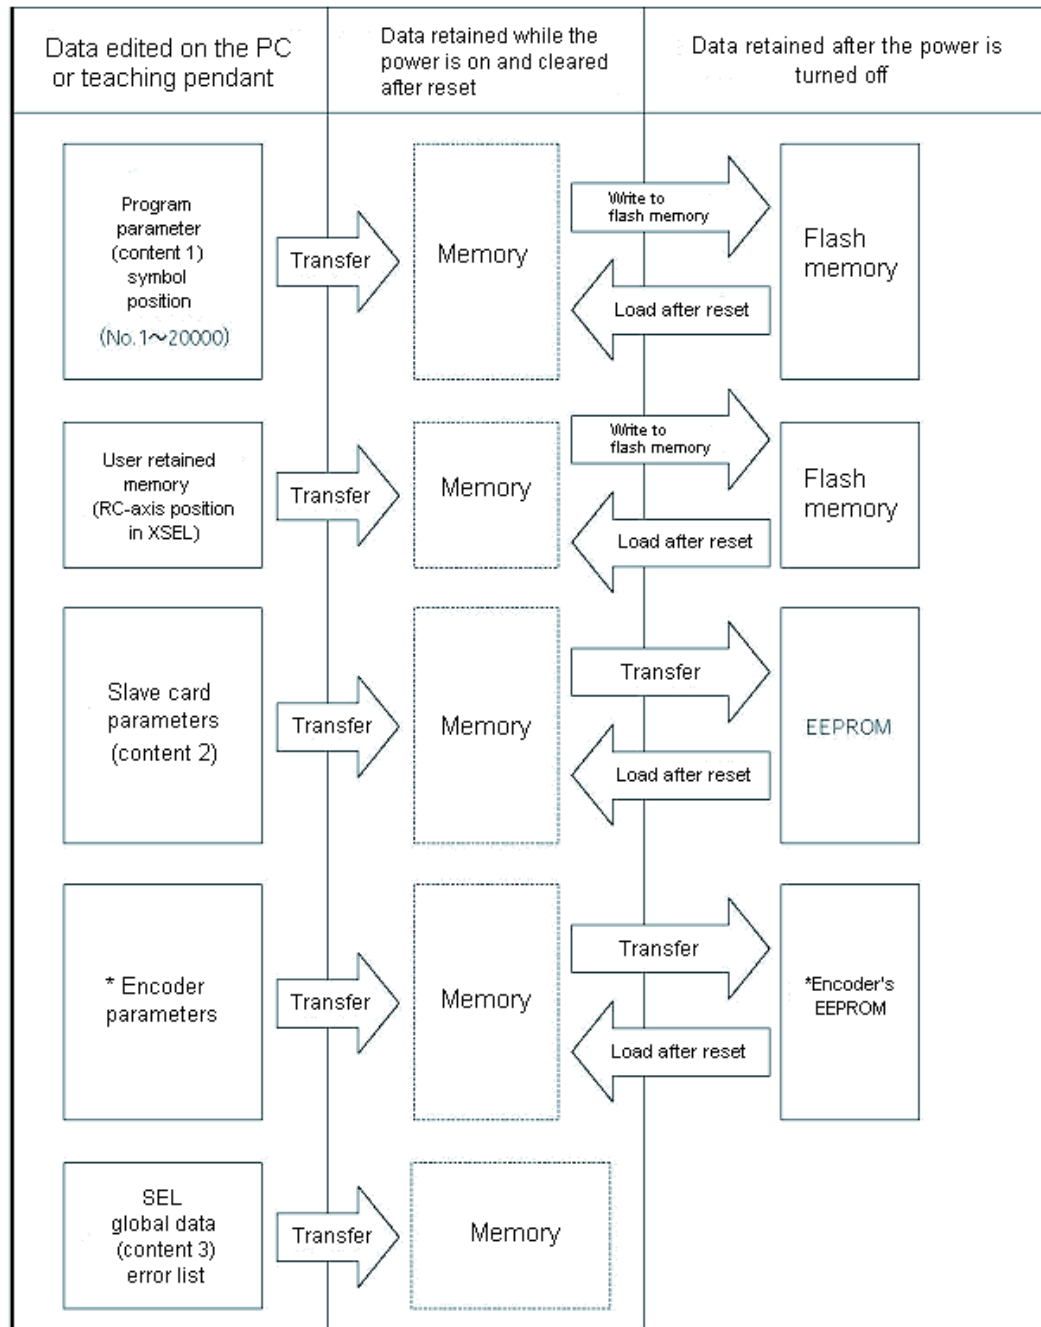 Data edited on the PC
or teaching pendant
Data retained while the
power is on and cleared
after reset
Data retained after the power is
turned off
Program
parameter
(content 1)
symbol
position
(No.1～20000)
Transfer
Memory
Write to
flash memory
Load after reset
Flash
memory
User retained
memory
(RC-axis position
in XSEL)
Transfer
Memory
Write to
flash memory
Load after reset
Flash
memory
Slave card
parameters
(content 2)
Transfer
Memory
Transfer
Load after reset
EEPROM
* Encoder
parameters
Transfer
Memory
Transfer
Load after reset
*Encoder's
EEPROM
SEL
global data
(content 3)
error list
Transfer
Memory